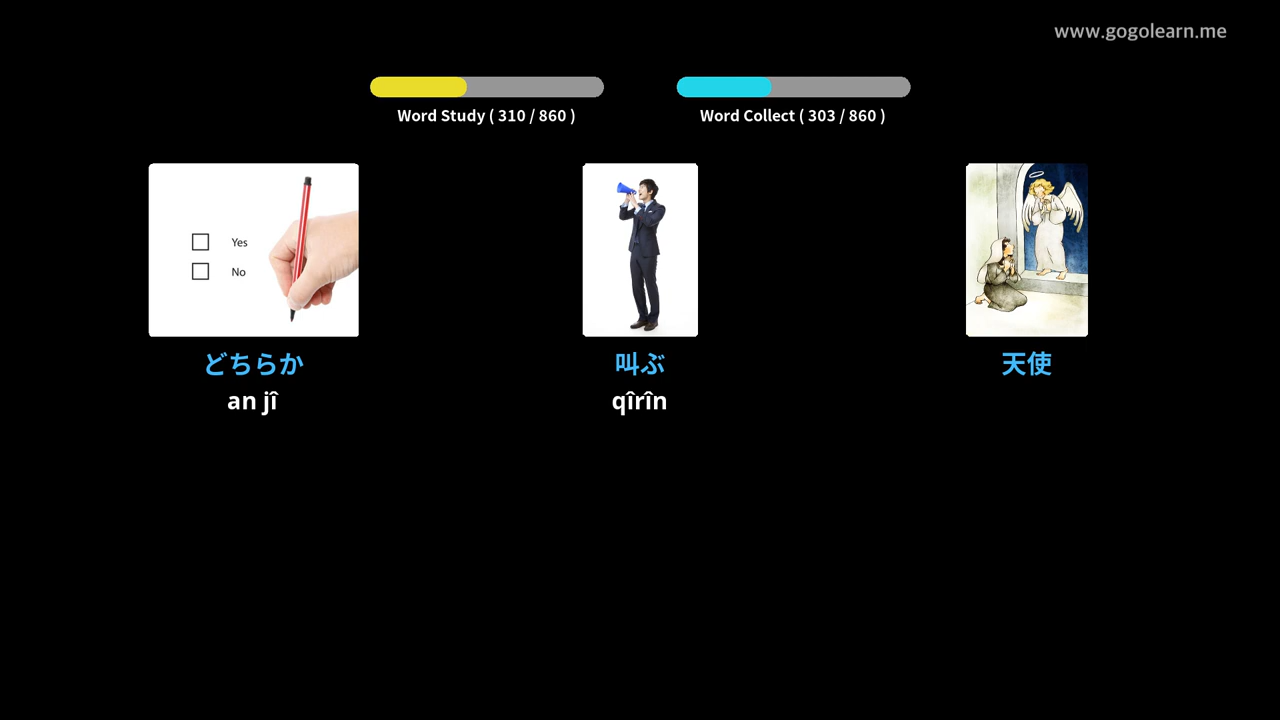 www.gogolearn.me
Word Study ( 310 / 860 )
Word Collect ( 303 / 860 )
Yes
No
どちらか
an jî
叫ぶ
qîrîn
天使